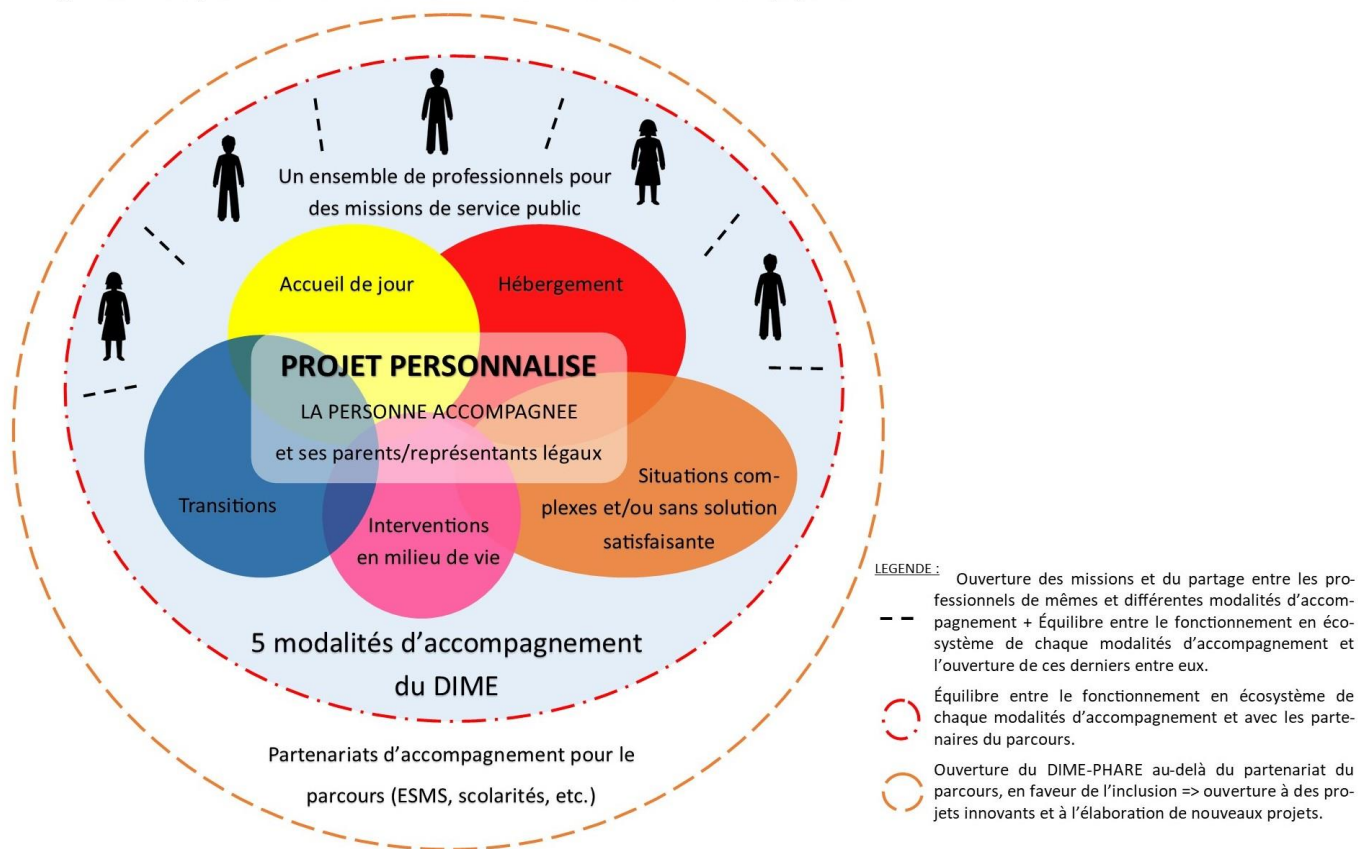 Un ensemble de professionnels pour
des missions de service public
Accueil de jour
Hébergement
PROJET PERSONNALISE
LA PERSONNE ACCOMPAGNEE
et ses parents/représentants légaux
Situations com-
plexes et/ou sans solution
satisfaisante
Transitions
Interventions
en milieu de vie
5 modalités d’accompagnement
du DIME
Partenariats d’accompagnement pour le
parcours (ESMS, scolarités, etc.)
LEGENDE :
Ouverture des missions et du partage entre les pro-
fessionnels de mêmes et différentes modalités d’accom-
pagnement + Équilibre entre le fonctionnement en éco-
système de chaque modalités d’accompagnement et
l’ouverture de ces derniers entre eux.
Équilibre entre le fonctionnement en écosystème de
chaque modalités d’accompagnement et avec les parte-
naires du parcours.
Ouverture du DIME-PHARE au-delà du partenariat du
parcours, en faveur de l’inclusion => ouverture à des pro-
jets innovants et à l’élaboration de nouveaux projets.